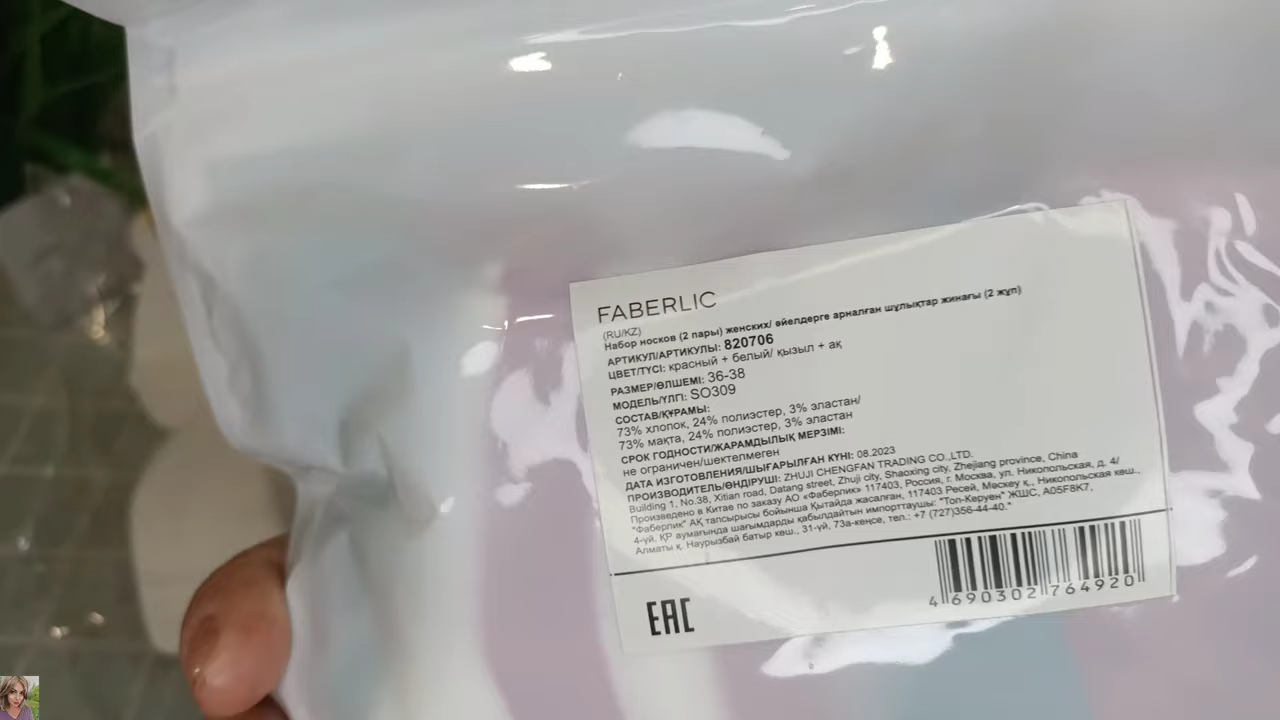 FABERLIC
(RU/KZ)
Набор носков (2 пары) женских/ әйелдерге арналған шұлықтар жинағы (2 жұп)
АРТИКУЛ/АРТИКУЛЫ: 820706
ЦВЕТ/ТҮСІ: красный + белый/ қызыл + ақ
РАЗМЕР/ӨЛШЕМІ: 36-38
МОДЕЛЬ/ҮЛГІ: SO309
СОСТАВ/ҚҰРАМЫ:
73% хлопок, 24% полиэстер, 3% эластан/
73% мақта, 24% полиэстер, 3% эластан
СРОК ГОДНОСТИ/ЖАРАМДЫЛЫҚ МЕРЗІМІ:
не ограничен/шектелмеген
ДАТА ИЗГОТОВЛЕНИЯ/ШЫҒАРЫЛҒАН КҮНІ: 08.2023
ПРОИЗВОДИТЕЛЬ/ӨНДІРУШІ: ZHUJI CHENGFAN TRADING CO.,LTD.
Building 1, No.38, Xitian road, Datang street, Zhuji city, Shaoxing city, Zhejiang province, China
Произведено в Китае по заказу АО «Фаберлик» 117403, Россия, г. Москва, ул. Никопольская, д. 4/
"Фаберлик" АҚ тапсырысы бойынша Қытайда жасалған, 117403 Ресей, Мәскеу қ., Никопольская көш.,
4-үй. ҚР аумағында шағымдарды қабылдайтын импорттаушы: "Топ-Керуен" ЖШС, A05F8K7,
Алматы қ. Наурызбай батыр көш., 31-үй, 73а-кеңсе, тел.: +7 (727)356-44-40."
EAC
4 690302 764920